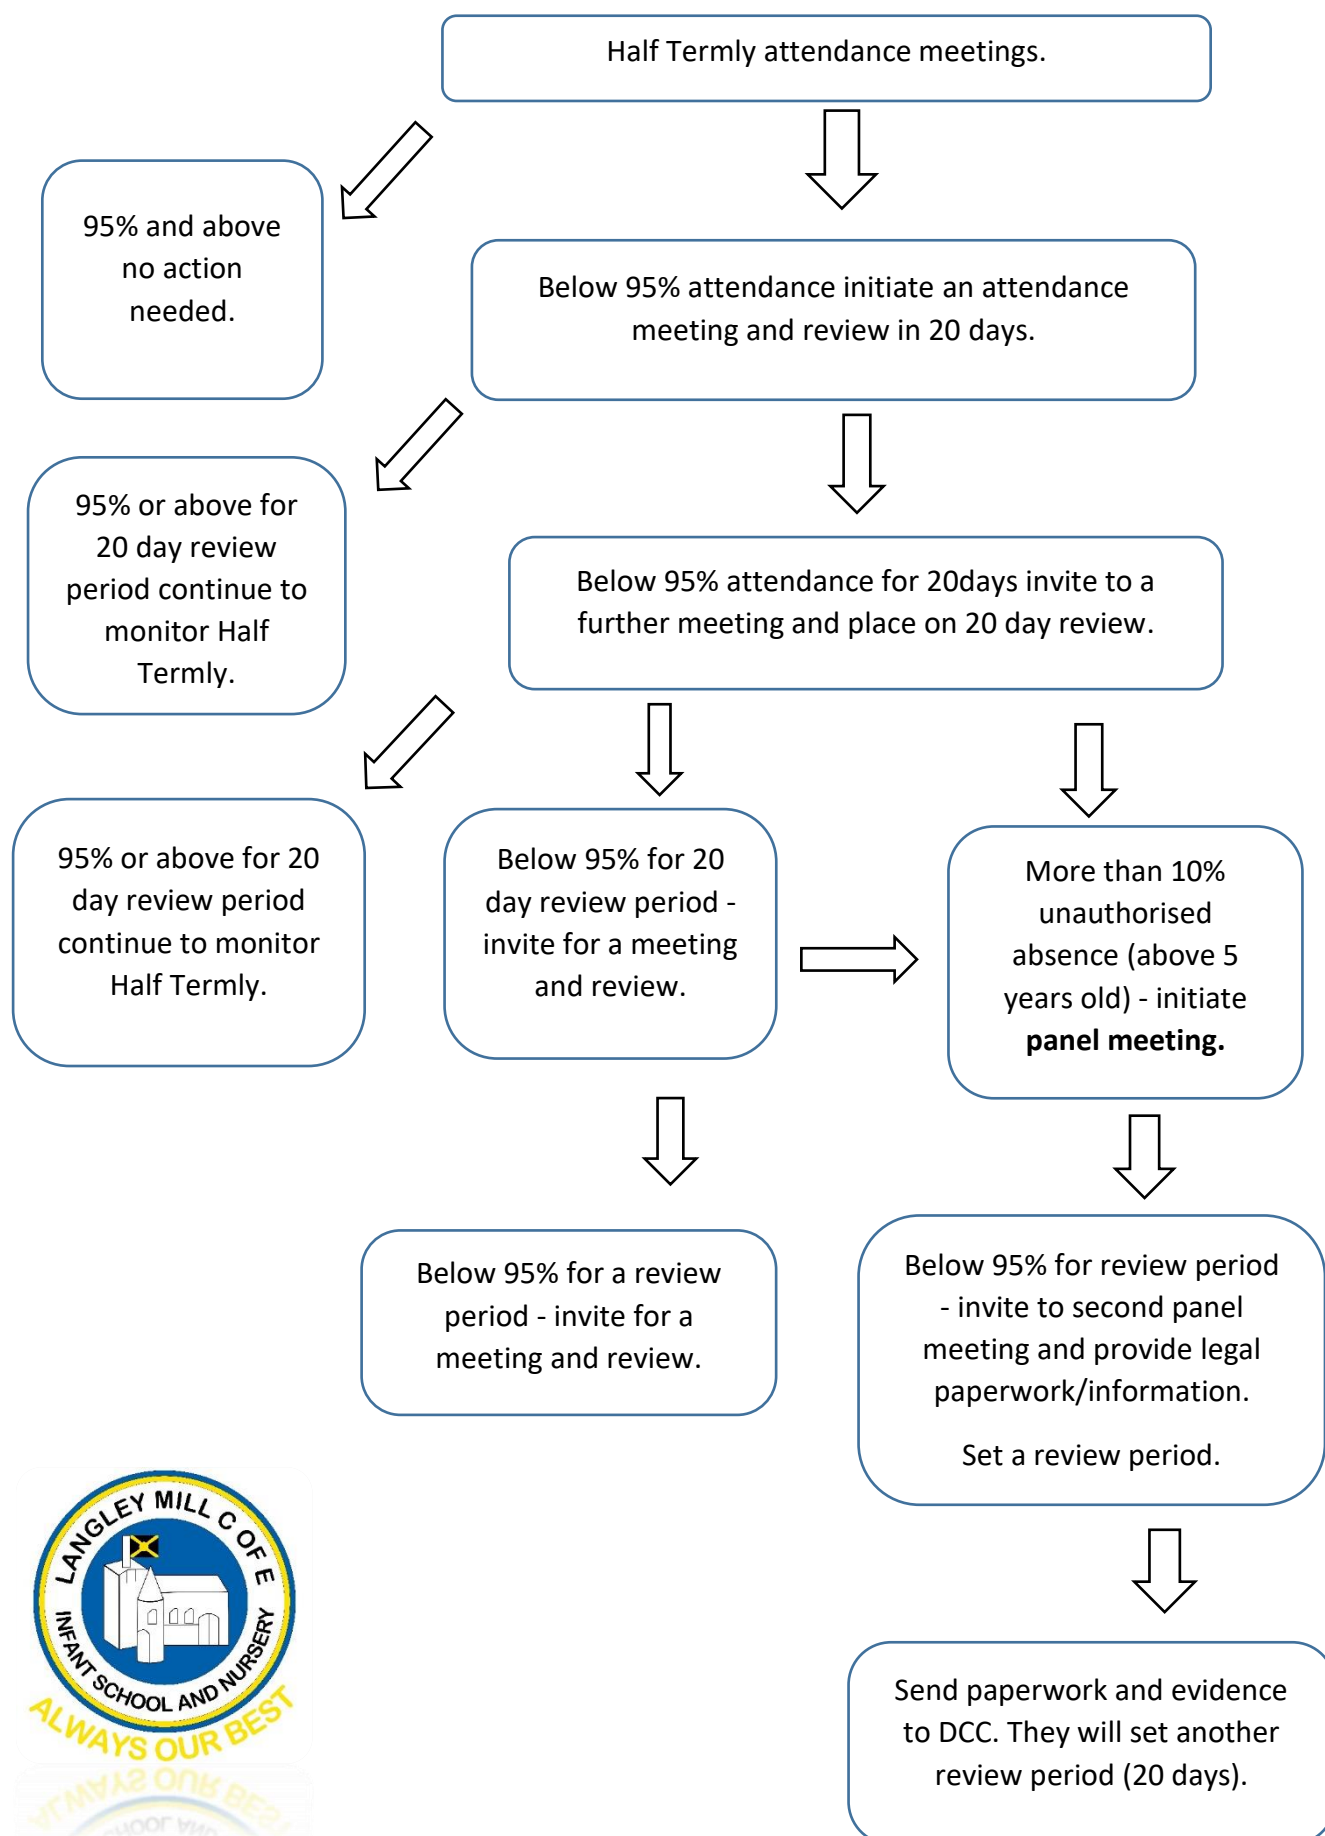 Half Termly attendance meetings.
95% and above
no action
needed.
Below 95% attendance initiate an attendance
meeting and review in 20 days.
95% or above for
20 day review
period continue to
monitor Half
Termly.
Below 95% attendance for 20days invite to a
further meeting and place on 20 day review.
95% or above for 20
day review period
continue to monitor
Half Termly.
Below 95% for 20
day review period -
invite for a meeting
and review.
More than 10%
unauthorised
absence (above 5
years old) - initiate
panel meeting.
Below 95% for a review
period - invite for a
meeting and review.
Below 95% for review period
- invite to second panel
meeting and provide legal
paperwork/information.
Set a review period.
LANGLEY MILL C OF E
INFANT SCHOOL AND NURSERY
ALWAYS OUR BEST
Send paperwork and evidence
to DCC. They will set another
review period (20 days).